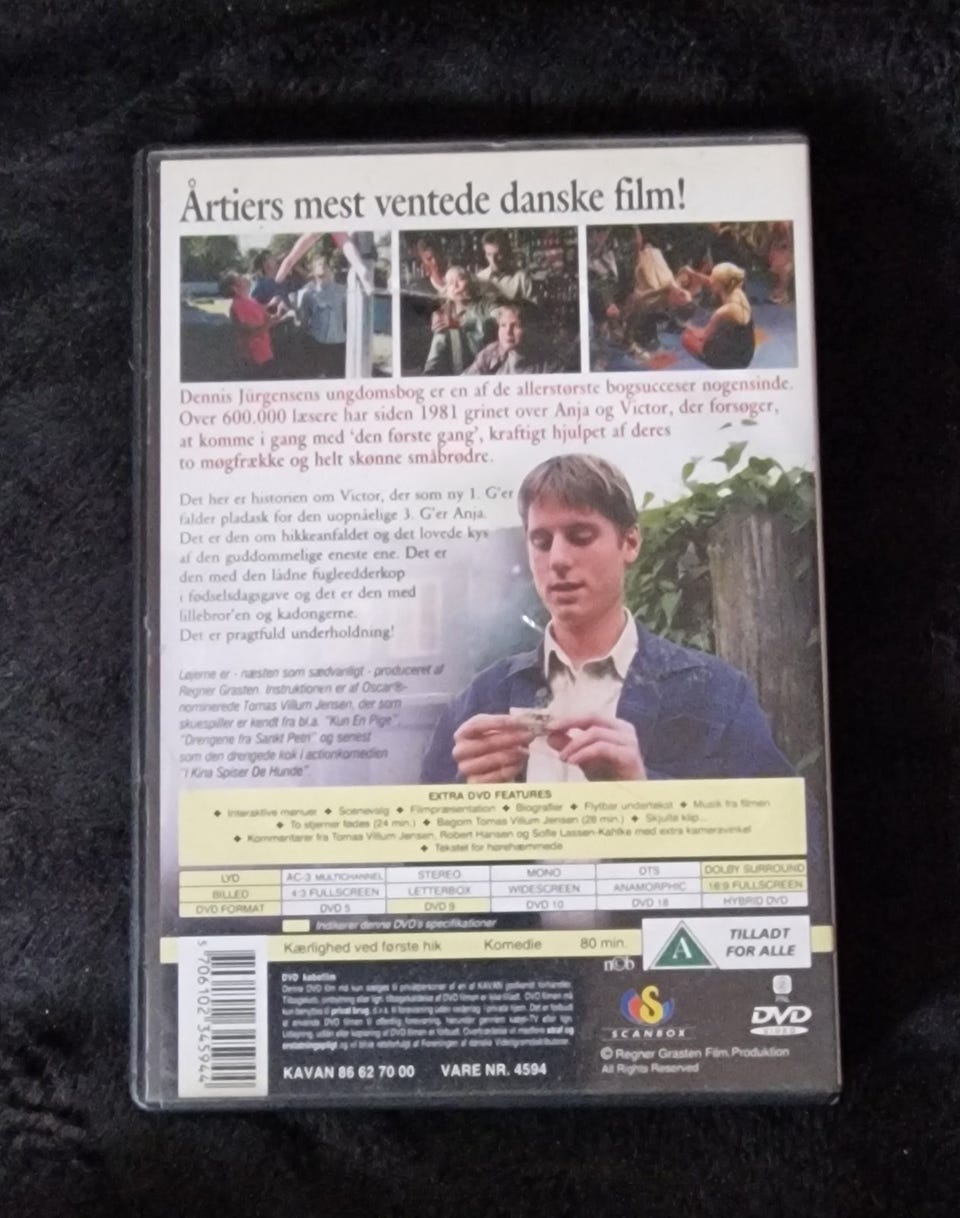 Årtiers mest ventede danske film!
Dennis Jürgensens ungdomsbog er en af de allerstørste bogsucceser nogensinde.
Over 600.000 læsere har siden 1981 grinet over Anja og Victor, der forsøger,
at komme i gang med 'den første gang', kraftigt hjulpet af deres
to møgfrække og helt skønne småbrødre.
Det her er historien om Victor, der som ny 1. G'er
falder pladask for den uopnåelige 3. G'er Anja.
Det er den om hikkeanfaldet og det lovede kys
af den guddommelige eneste ene. Det er
den med den lådne fugleedderkop
i fødselsdagsgave og det er den med
lillebror'en og kadongerne.
Det er pragtfuld underholdning!
Løjerne er - næsten som sædvanligt - produceret af
Regner Grasten. Instruktionen er af Oscar®-
nominerede Tomas Villum Jensen, der som
skuespiller er kendt fra bl.a. "Kun En Pige",
"Drengene fra Sankt Petri" og senest
som den drengede kok i actionkomedien
"I Kina Spiser De Hunde"
EXTRA DVD FEATURES
◆ Interaktive menuer ◆ Scenevalg ◆ Filmpræsentation ◆ Biografier ◆ Flytbar undertekst ◆ Musik fra filmen
◆ To stjerner fødes (24 min.) ◆ Bagom Tomas Villum Jensen (28 min.) ◆ Skjulte klip...
◆ Kommentarer fra Tomas Villum Jensen, Robert Hansen og Sofie Lassen-Kahlke med extra kameravinkel
◆ Tekstet for hørehæmmede
LYD AC-3 MULTICHANNEL STEREO MONO DTS DOLBY SURROUND
BILLED 4:3 FULLSCREEN LETTERBOX WIDESCREEN ANAMORPHIC 16:9 FULLSCREEN
DVD FORMAT DVD 5 DVD 9 DVD 10 DVD 18 HYBRID DVD
Indikerer denne DVD's specifikationer
Kærlighed ved første hik Komedie 80 min.
A TILLADT
FOR ALLE
ncb
5 706102 345944
DVD købefilm
KAVAN 86 62 70 00 VARE NR. 4594
S
SCANBOX
2
PAL
DVD
VIDEO
© Regner Grasten Film Produktion
All Rights Reserved